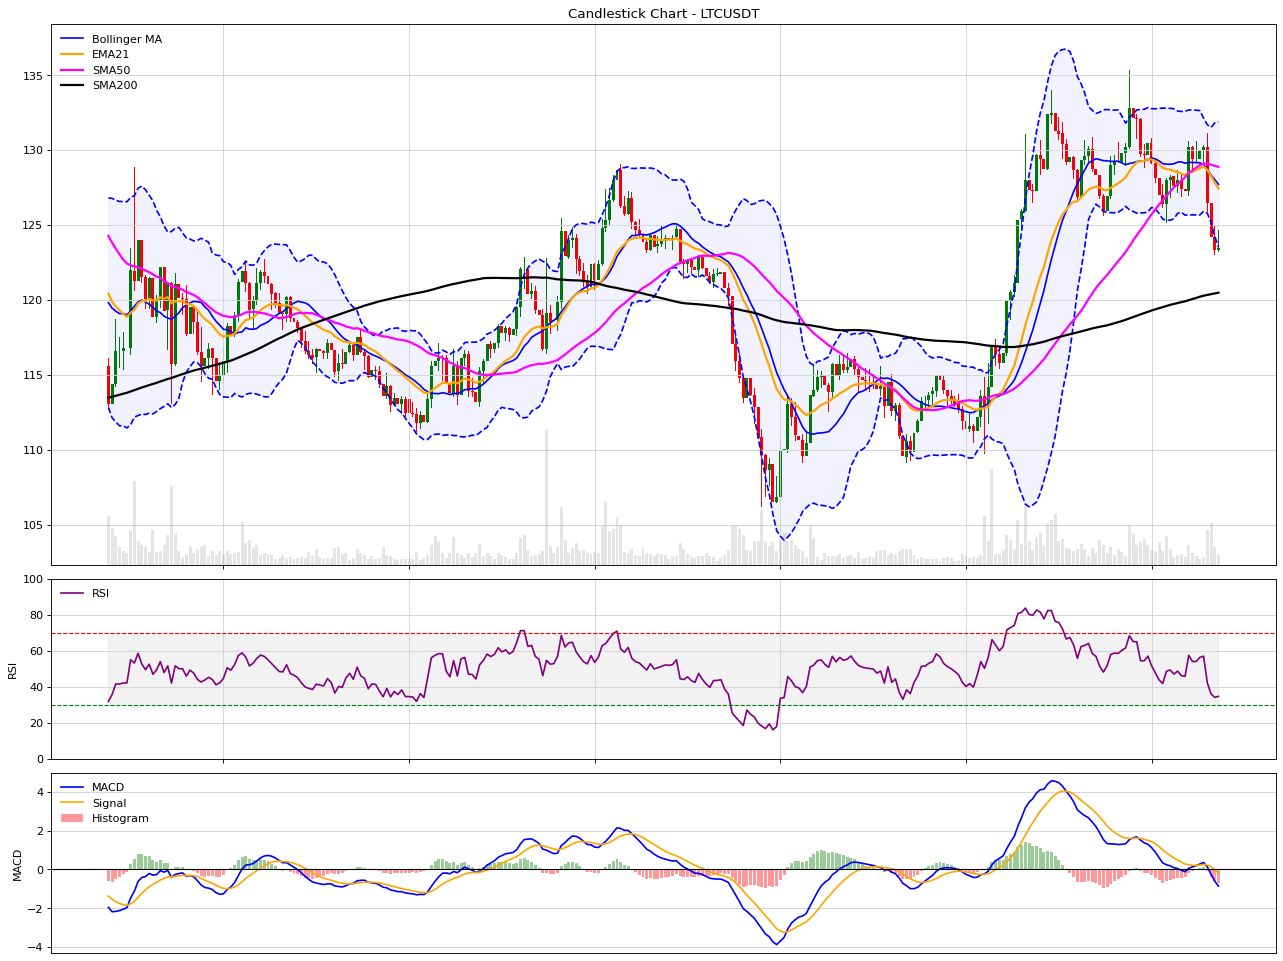 Candlestick Chart - LTCUSDT
Bollinger MA
EMA21
SMA50
SMA200
135
130
125
120
115
110
105
RSI
100
80
60
40
20
0
RSI
MACD
Signal
Histogram
4
2
0
−2
−4
MACD